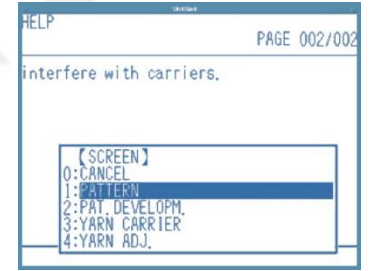 HELP
PAGE 002/002
interfere with carriers.
【SCREEN】
0:CANCEL
1:PATTERN
2:PAT.DEVELOPM.
3:YARN CARRIER
4:YARN ADJ.